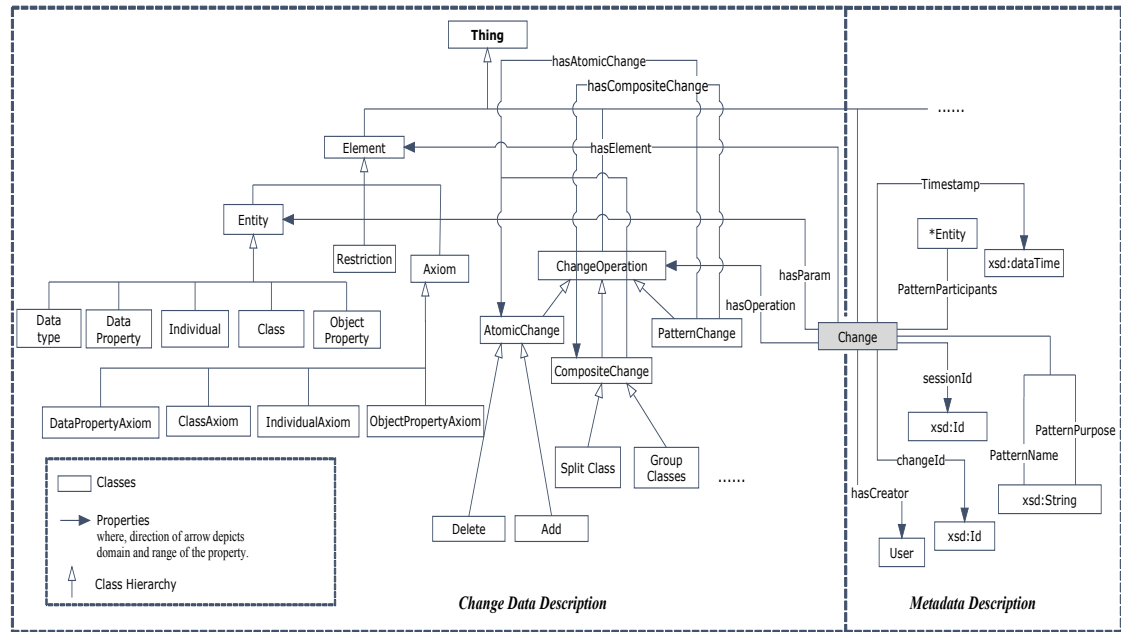 Thing
hasAtomicChange
hasCompositeChange
......
Element
hasElement
Timestamp
Entity
*Entity
Restriction
Axiom
ChangeOperation
hasParam
xsd:dataTime
PatternParticipants
hasOperation
Data
type
Data
Property
Individual
Class
Object
Property
AtomicChange
PatternChange
Change
CompositeChange
sessionId
DataPropertyAxiom
ClassAxiom
IndividualAxiom
ObjectPropertyAxiom
xsd:Id
PatternPurpose
PatternName
Split Class
Group
Classes
......
changeId
hasCreator
xsd:String
Delete
Add
User
xsd:Id
Classes
Properties
where, direction of arrow depicts
domain and range of the property.
Class Hierarchy
Change Data Description
Metadata Description